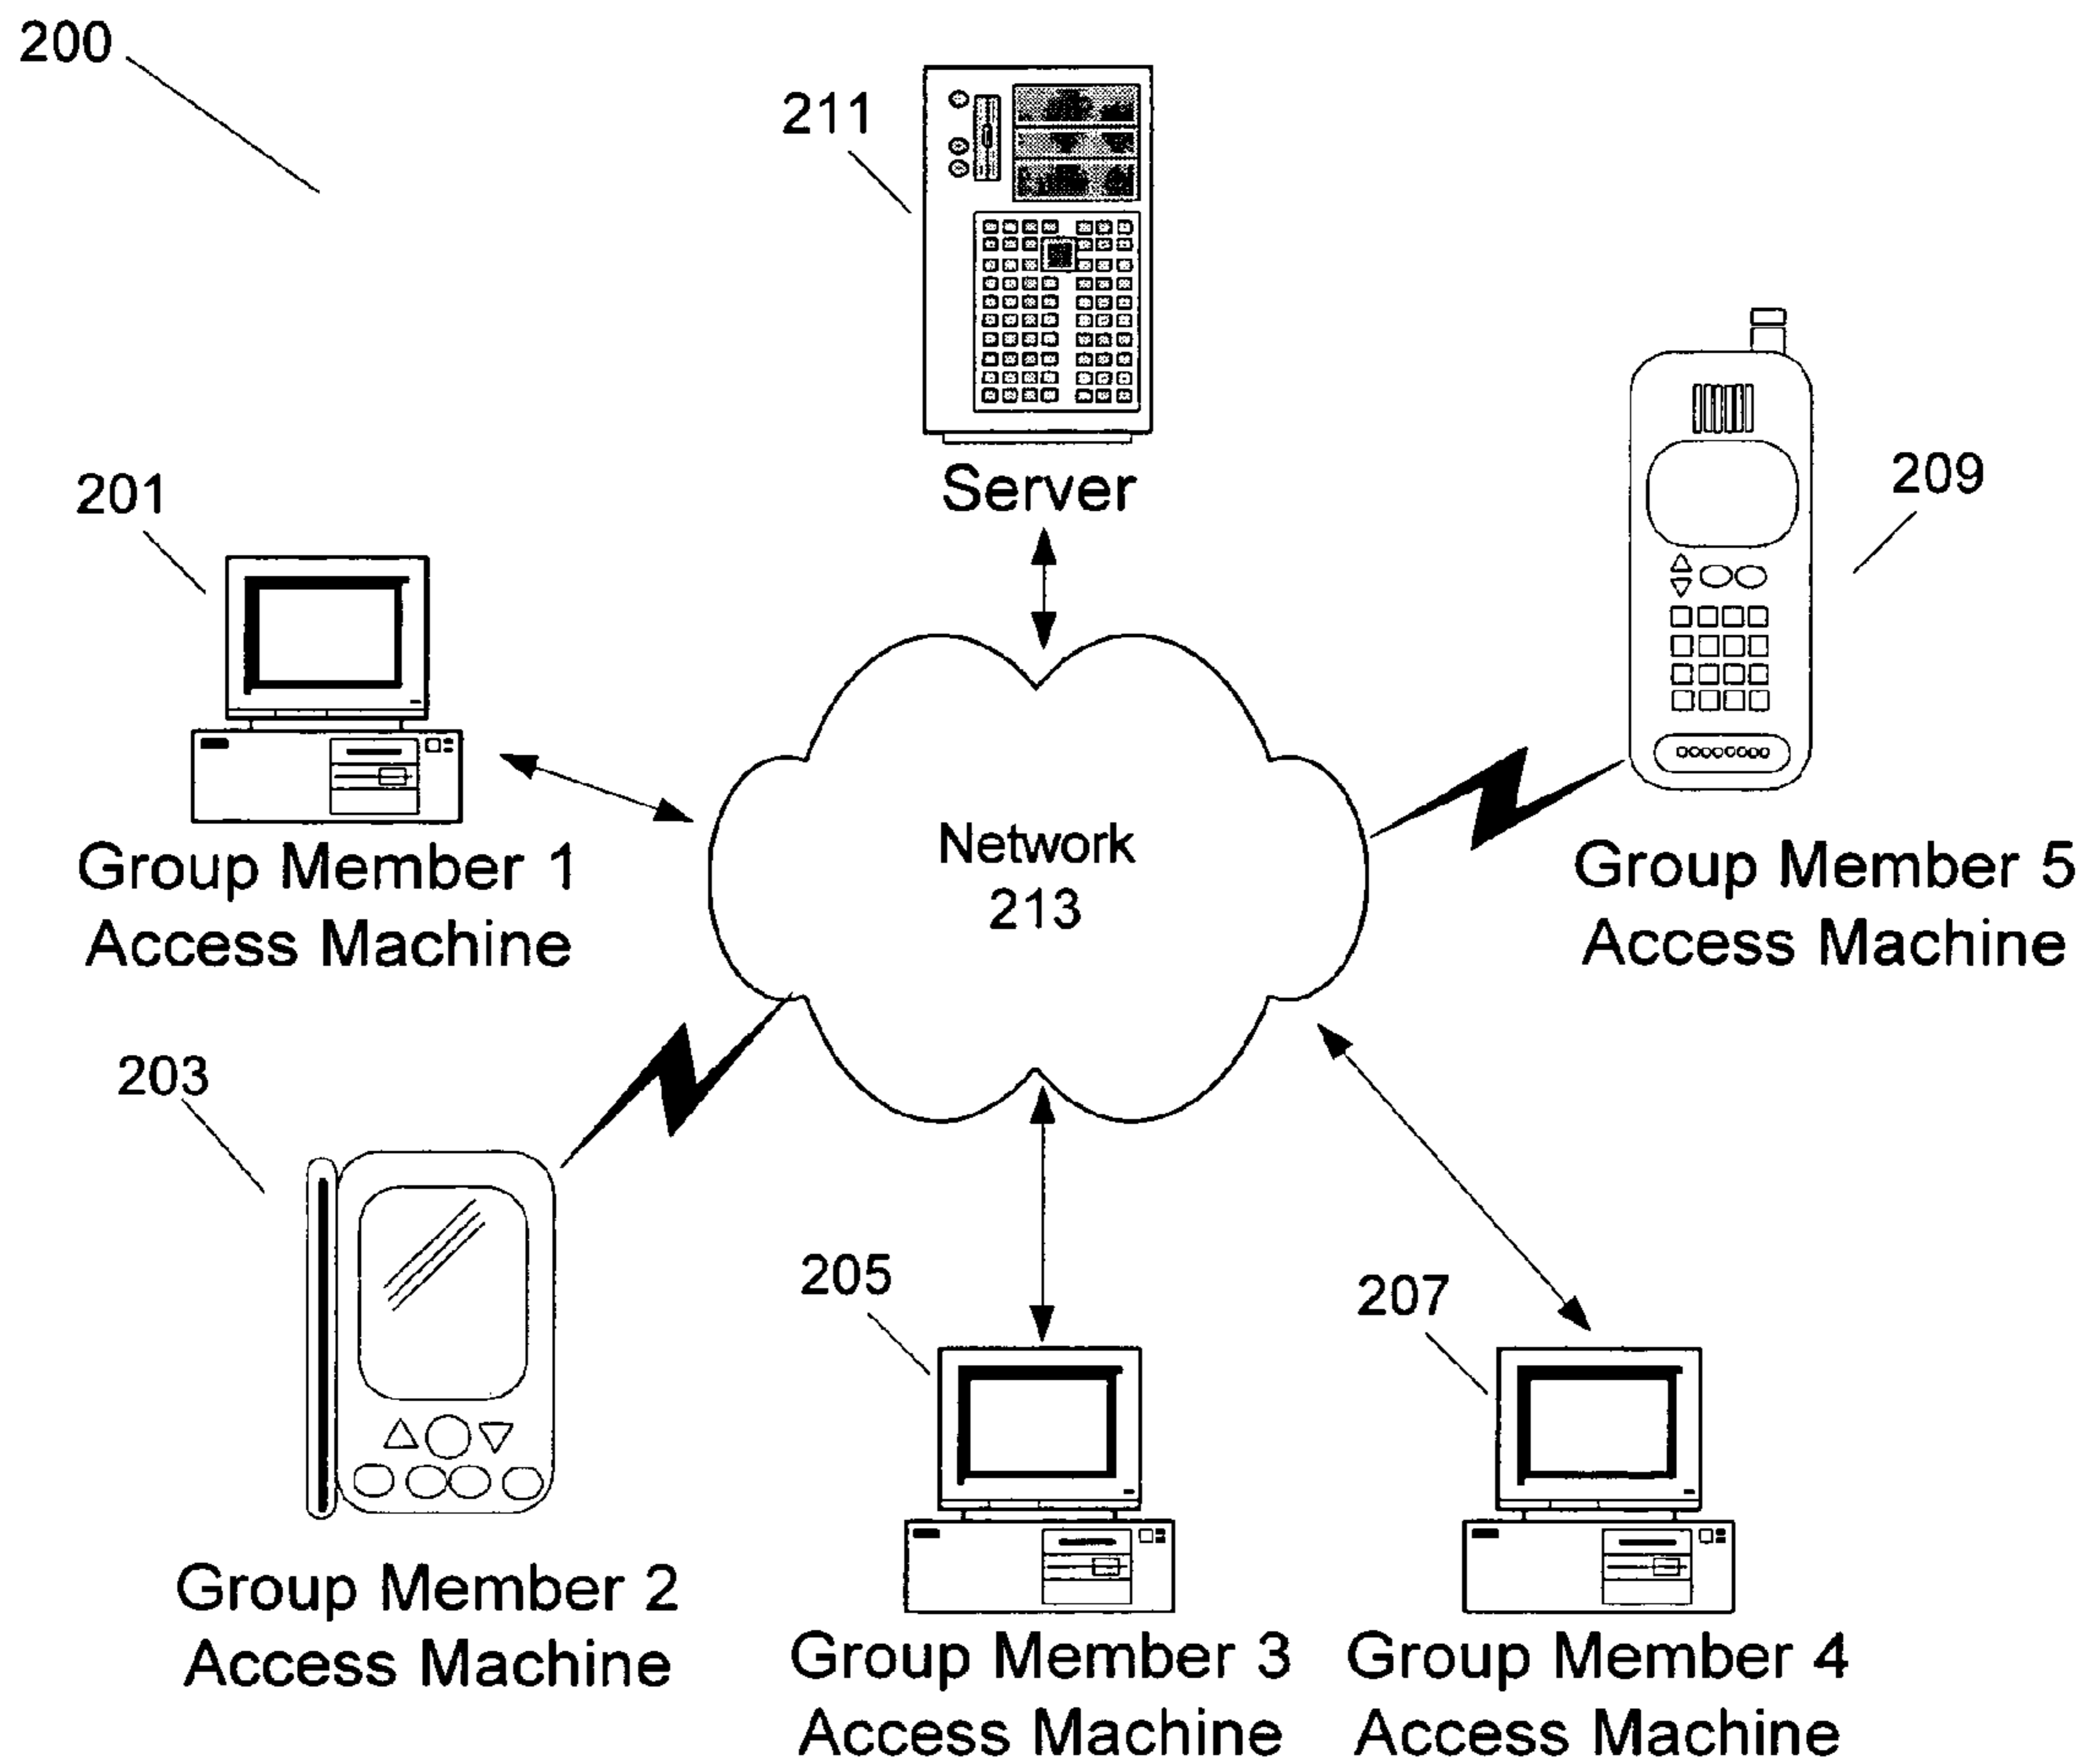 200
211
Server
201
209
Group Member 1
Access Machine
Network
213
Group Member 5
Access Machine
203
Group Member 2
Access Machine
205
207
Group Member 3
Access Machine
Group Member 4
Access Machine